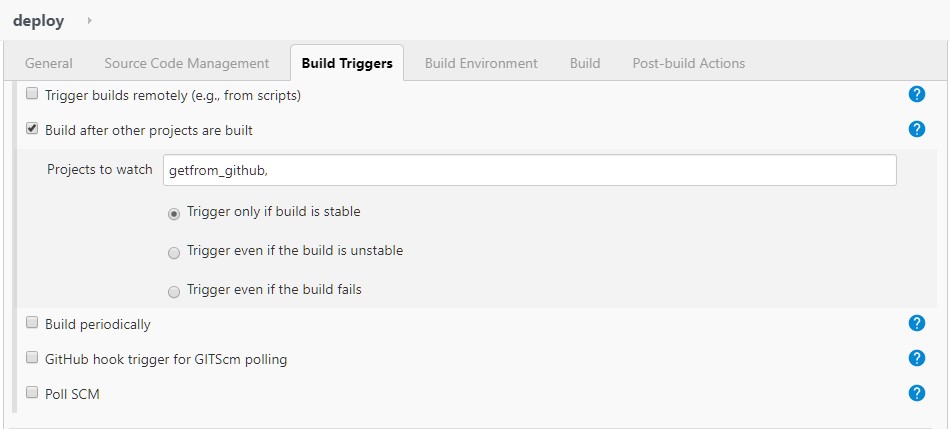 deploy
General Source Code Management Build Triggers Build Environment Build Post-build Actions
Trigger builds remotely (e.g., from scripts)
Build after other projects are built
Projects to watch getfrom_github,
Trigger only if build is stable
Trigger even if the build is unstable
Trigger even if the build fails
Build periodically
GitHub hook trigger for GITScm polling
Poll SCM